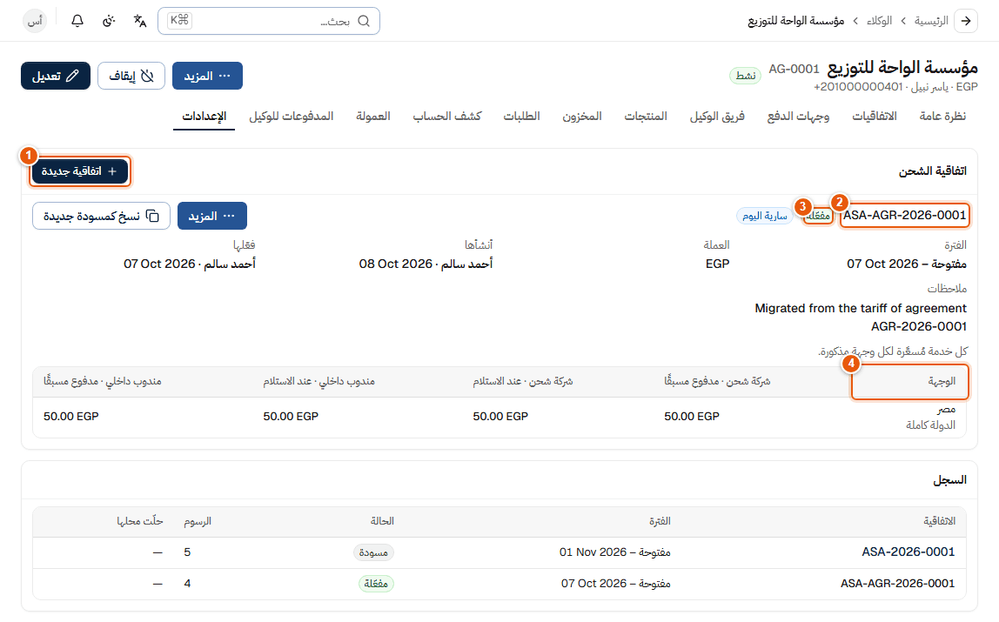 الرئيسية
الوكلاء
مؤسسة الواحة للتوزيع
بحث...
K⌘
أس
مؤسسة الواحة للتوزيع AG-0001 نشط
EGP · ياسر نبيل · 201000000401+
المزيد
إيقاف
تعديل
نظرة عامة
الاتفاقيات
وجهات الدفع
فريق الوكيل
المنتجات
المخزون
الطلبات
كشف الحساب
العمولة
المدفوعات للوكيل
الإعدادات
اتفاقية الشحن
1
اتفاقية جديدة
2
ASA-AGR-2026-0001
3
مفعّلة
سارية اليوم
المزيد
نسخ كمسودة جديدة
الفترة
07 Oct 2026 – مفتوحة
العملة
EGP
أنشأها
أحمد سالم · 08 Oct 2026
فعّلها
أحمد سالم · 07 Oct 2026
ملاحظات
Migrated from the tariff of agreement
AGR-2026-0001
كل خدمة مُسعَّرة لكل وجهة مذكورة.
4
الوجهة
شركة شحن · مدفوع مسبقًا
شركة شحن · عند الاستلام
مندوب داخلي · عند الاستلام
مندوب داخلي · مدفوع مسبقًا
مصر
الدولة كاملة
50.00 EGP
50.00 EGP
50.00 EGP
50.00 EGP
السجل
الاتفاقية
الفترة
الحالة
الرسوم
حلّت محلها
ASA-2026-0001
01 Nov 2026 – مفتوحة
مسودة
5
—
ASA-AGR-2026-0001
07 Oct 2026 – مفتوحة
مفعّلة
4
—